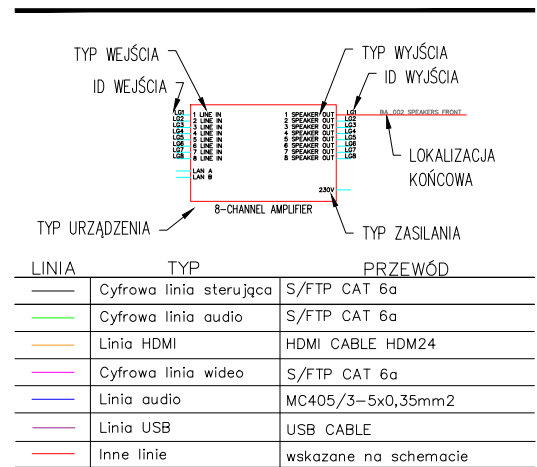 TYP WEJŚCIA
TYP WYJŚCIA
ID WEJŚCIA
ID WYJŚCIA
LG1 1 LINE IN 1 SPEAKER OUT LG1 BA_002 SPEAKERS FRONT
LG2 2 LINE IN 2 SPEAKER OUT LG2
LG3 3 LINE IN 3 SPEAKER OUT LG3
LG4 4 LINE IN 4 SPEAKER OUT LG4
LG5 5 LINE IN 5 SPEAKER OUT LG5
LG6 6 LINE IN 6 SPEAKER OUT LG6
LG7 7 LINE IN 7 SPEAKER OUT LG7
LG8 8 LINE IN 8 SPEAKER OUT LG8
LAN A
LAN B
230V
LOKALIZACJA
KOŃCOWA
8-CHANNEL AMPLIFIER
TYP URZĄDZENIA
TYP ZASILANIA
LINIA TYP PRZEWÓD
Cyfrowa linia sterująca S/FTP CAT 6a
Cyfrowa linia audio S/FTP CAT 6a
Linia HDMI HDMI CABLE HDM24
Cyfrowa linia wideo S/FTP CAT 6a
Linia audio MC405/3-5x0,35mm2
Linia USB USB CABLE
Inne linie wskazane na schemacie